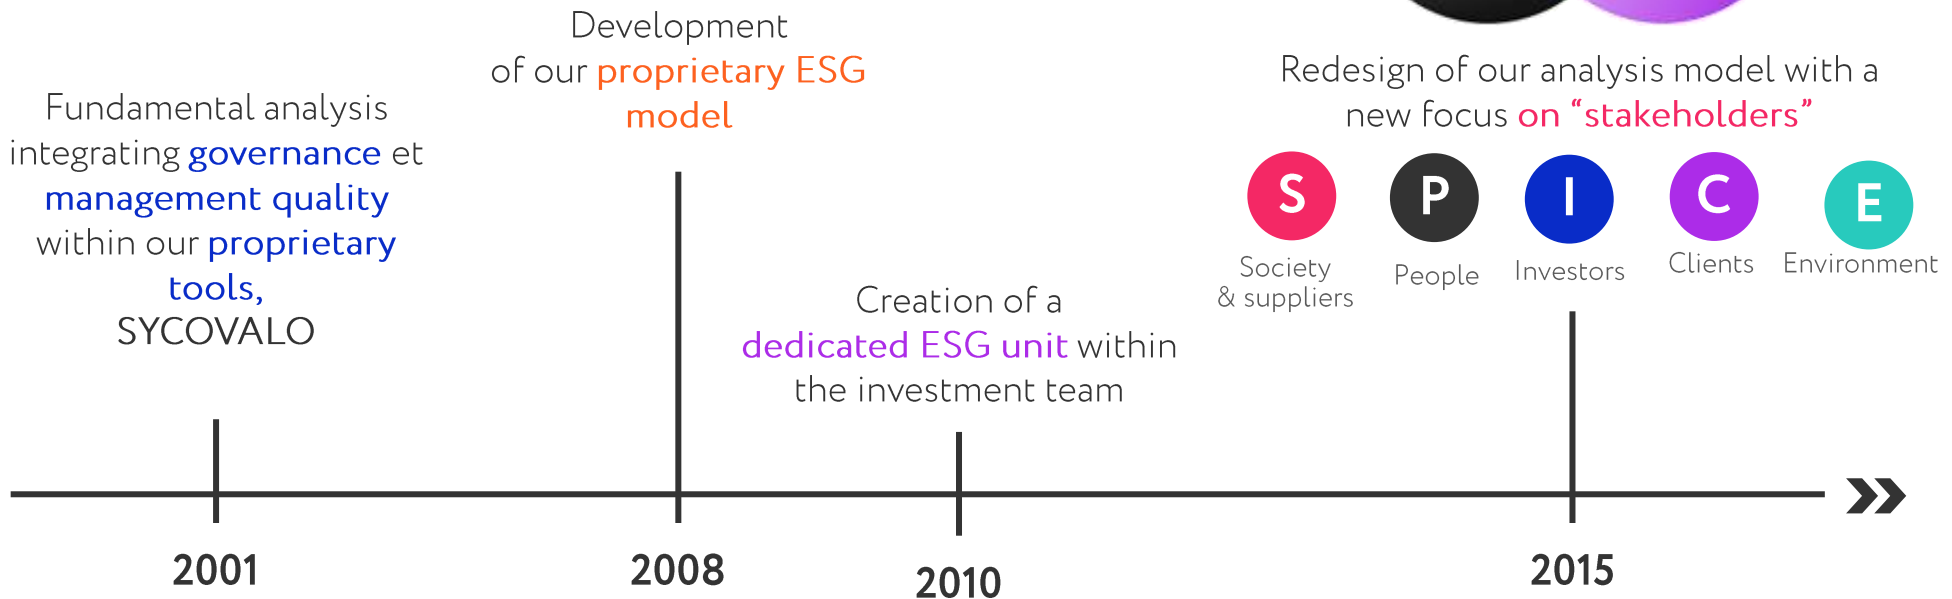 Fundamental analysis
integrating governance et
management quality
within our proprietary
tools,
SYCOVALO
2001
Development
of our proprietary ESG
model
2008
Creation of a
dedicated ESG unit within
the investment team
2010
Redesign of our analysis model with a
new focus on “stakeholders”
S
Society
& suppliers
P
People
I
Investors
C
Clients
E
Environment
2015